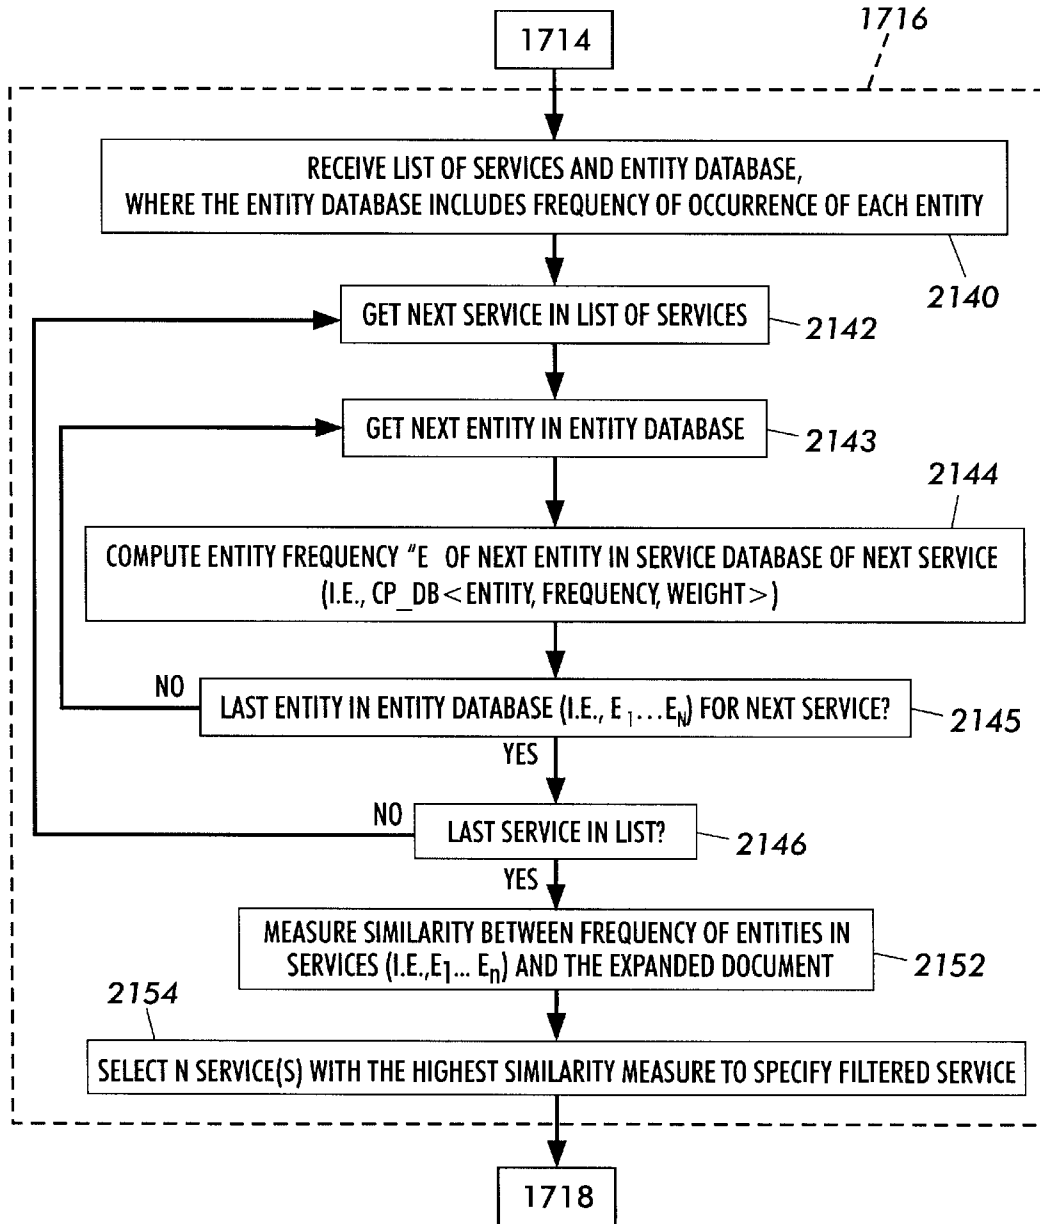 1716
1714
RECEIVE LIST OF SERVICES AND ENTITY DATABASE,
WHERE THE ENTITY DATABASE INCLUDES FREQUENCY OF OCCURRENCE OF EACH ENTITY
2140
GET NEXT SERVICE IN LIST OF SERVICES
2142
GET NEXT ENTITY IN ENTITY DATABASE
2143
2144
COMPUTE ENTITY FREQUENCY "E OF NEXT ENTITY IN SERVICE DATABASE OF NEXT SERVICE
(I.E., CP_DB<ENTITY, FREQUENCY, WEIGHT>)
NO
LAST ENTITY IN ENTITY DATABASE (I.E., E₁...E_N) FOR NEXT SERVICE?
2145
YES
NO
LAST SERVICE IN LIST?
2146
YES
MEASURE SIMILARITY BETWEEN FREQUENCY OF ENTITIES IN
SERVICES (I.E.,E₁... Eₙ) AND THE EXPANDED DOCUMENT
2152
2154
SELECT N SERVICE(S) WITH THE HIGHEST SIMILARITY MEASURE TO SPECIFY FILTERED SERVICE
1718